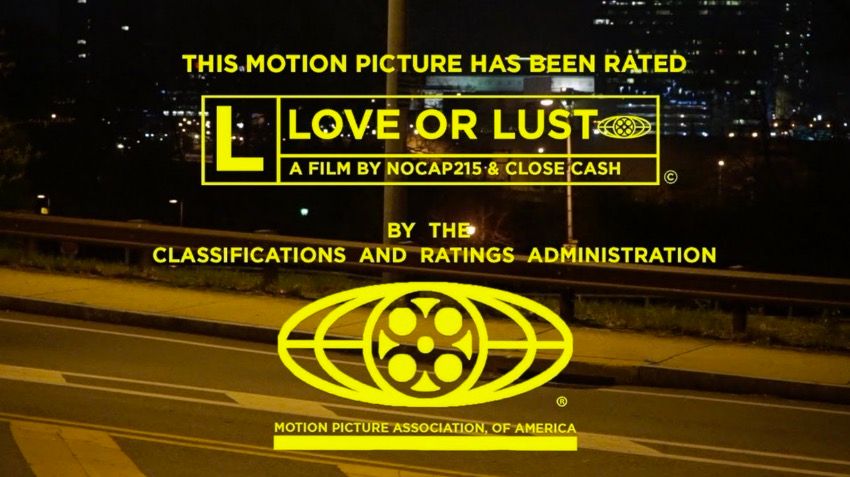 THIS MOTION PICTURE HAS BEEN RATED
L
LOVE OR LUST
A FILM BY NOCAP215 & CLOSE CASH
©
BY THE
CLASSIFICATIONS AND RATINGS ADMINISTRATION
®
MOTION PICTURE ASSOCIATION, OF AMERICA